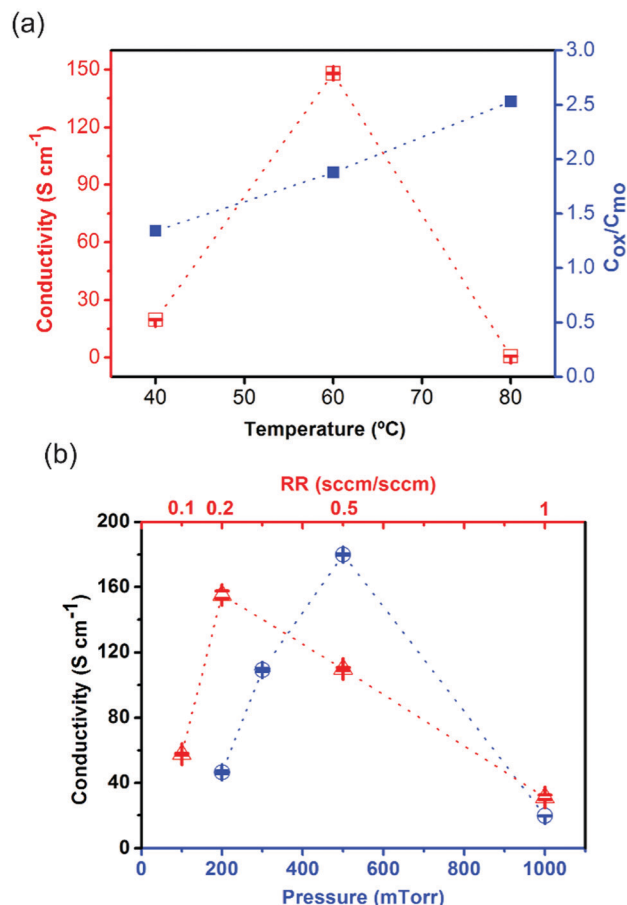 (a)
150
120
90
60
30
0
Conductivity (S cm⁻¹)
3.0
2.5
2.0
1.5
1.0
0.5
0.0
Cox/Cmo
40 50 60 70 80
Temperature (ºC)
(b)
RR (sccm/sccm)
0.1 0.2 0.5 1
200
160
120
80
40
0
Conductivity (S cm⁻¹)
0 200 400 600 800 1000
Pressure (mTorr)